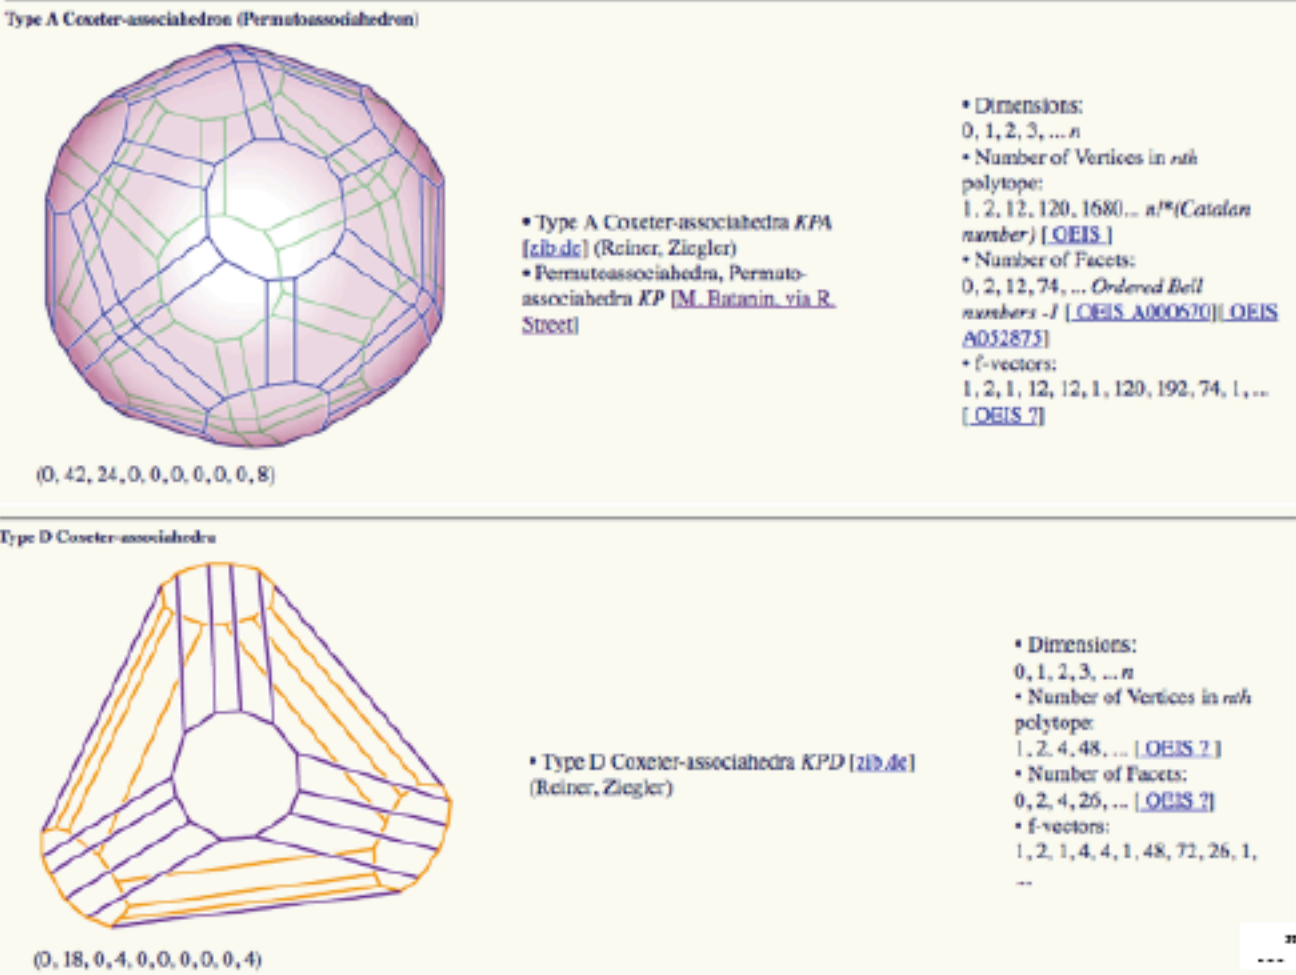 Type A Coxeter-associahedron (Permutoassociahedron)
• Type A Coxeter-associahedra KPA
[zib.de] (Reiner, Ziegler)
• Permutoassociahedra, Permuto-
associahedra KP [M. Batanin, via R.
Street]
• Dimensions:
0, 1, 2, 3, ... n
• Number of Vertices in nth
polytope:
1, 2, 12, 120, 1680... n!*(Catalan
number) [ OEIS ]
• Number of Facets:
0, 2, 12, 74, ... Ordered Bell
numbers -1 [ OEIS A000670][ OEIS
A052875]
• f-vectors:
1, 2, 1, 12, 12, 1, 120, 192, 74, 1, ...
[ OEIS ?]
(0, 42, 24, 0, 0, 0, 0, 0, 0, 8)
Type D Coxeter-associahedra
• Type D Coxeter-associahedra KPD [zib.de]
(Reiner, Ziegler)
• Dimensions:
0, 1, 2, 3, ... n
• Number of Vertices in nth
polytope:
1, 2, 4, 48, ... [ OEIS ? ]
• Number of Facets:
0, 2, 4, 26, ... [ OEIS ?]
• f-vectors:
1, 2, 1, 4, 4, 1, 48, 72, 26, 1,
...
(0, 18, 0, 4, 0, 0, 0, 0, 0, 4)